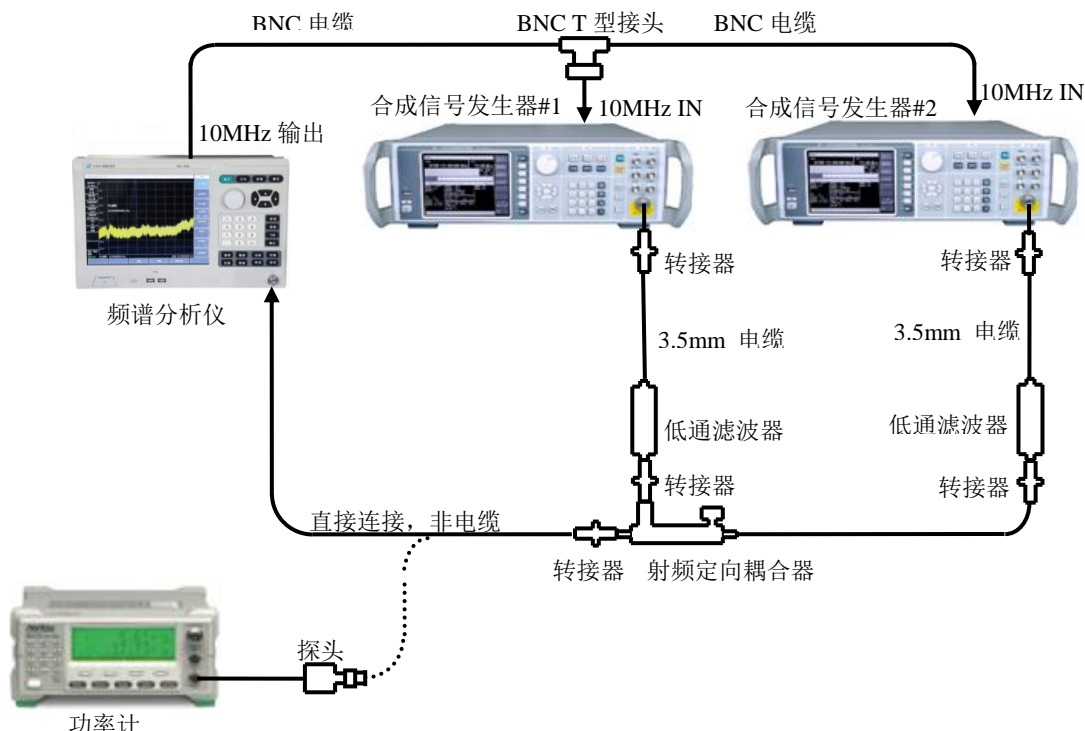 BNC 电缆
BNC T 型接头
BNC 电缆
合成信号发生器#1
10MHz IN
合成信号发生器#2
10MHz IN
10MHz 输出
频谱分析仪
转接器
转接器
3.5mm 电缆
3.5mm 电缆
低通滤波器
低通滤波器
转接器
转接器
直接连接，非电缆
转接器
射频定向耦合器
探头
功率计